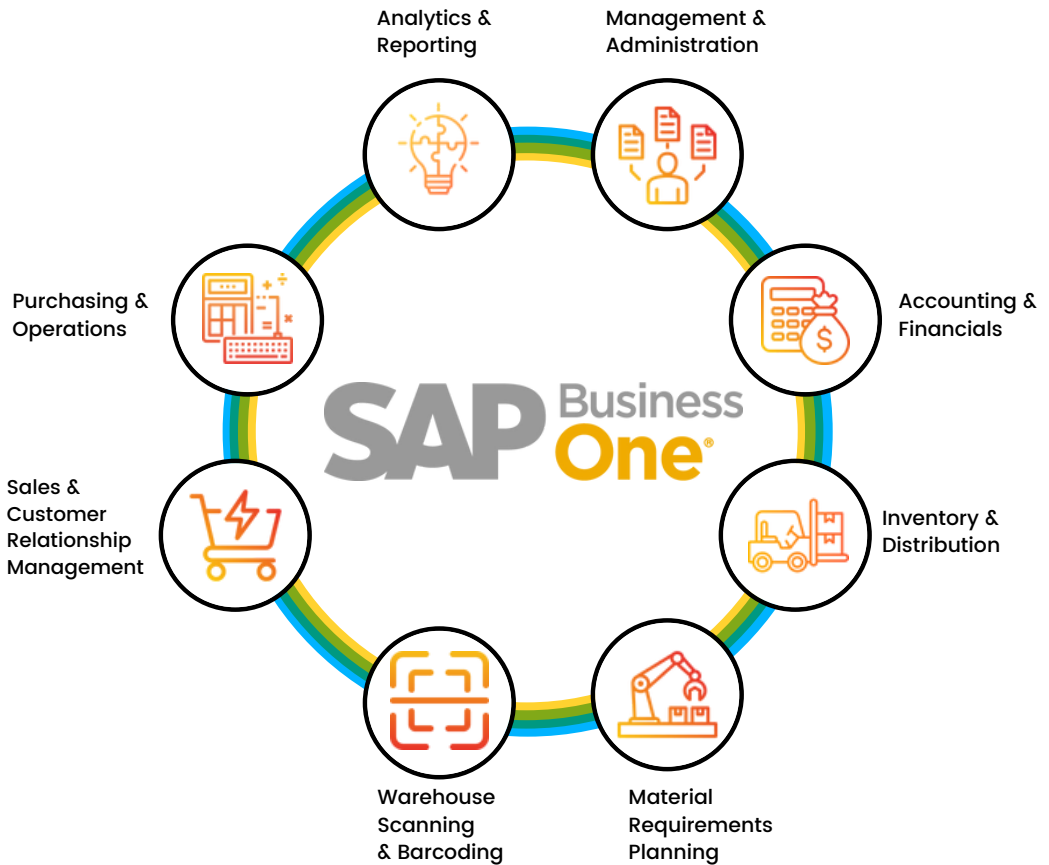 Analytics &
Reporting
Management &
Administration
Purchasing &
Operations
Accounting &
Financials
SAP Business
One®
Sales &
Customer
Relationship
Management
Inventory &
Distribution
Warehouse
Scanning
& Barcoding
Material
Requirements
Planning